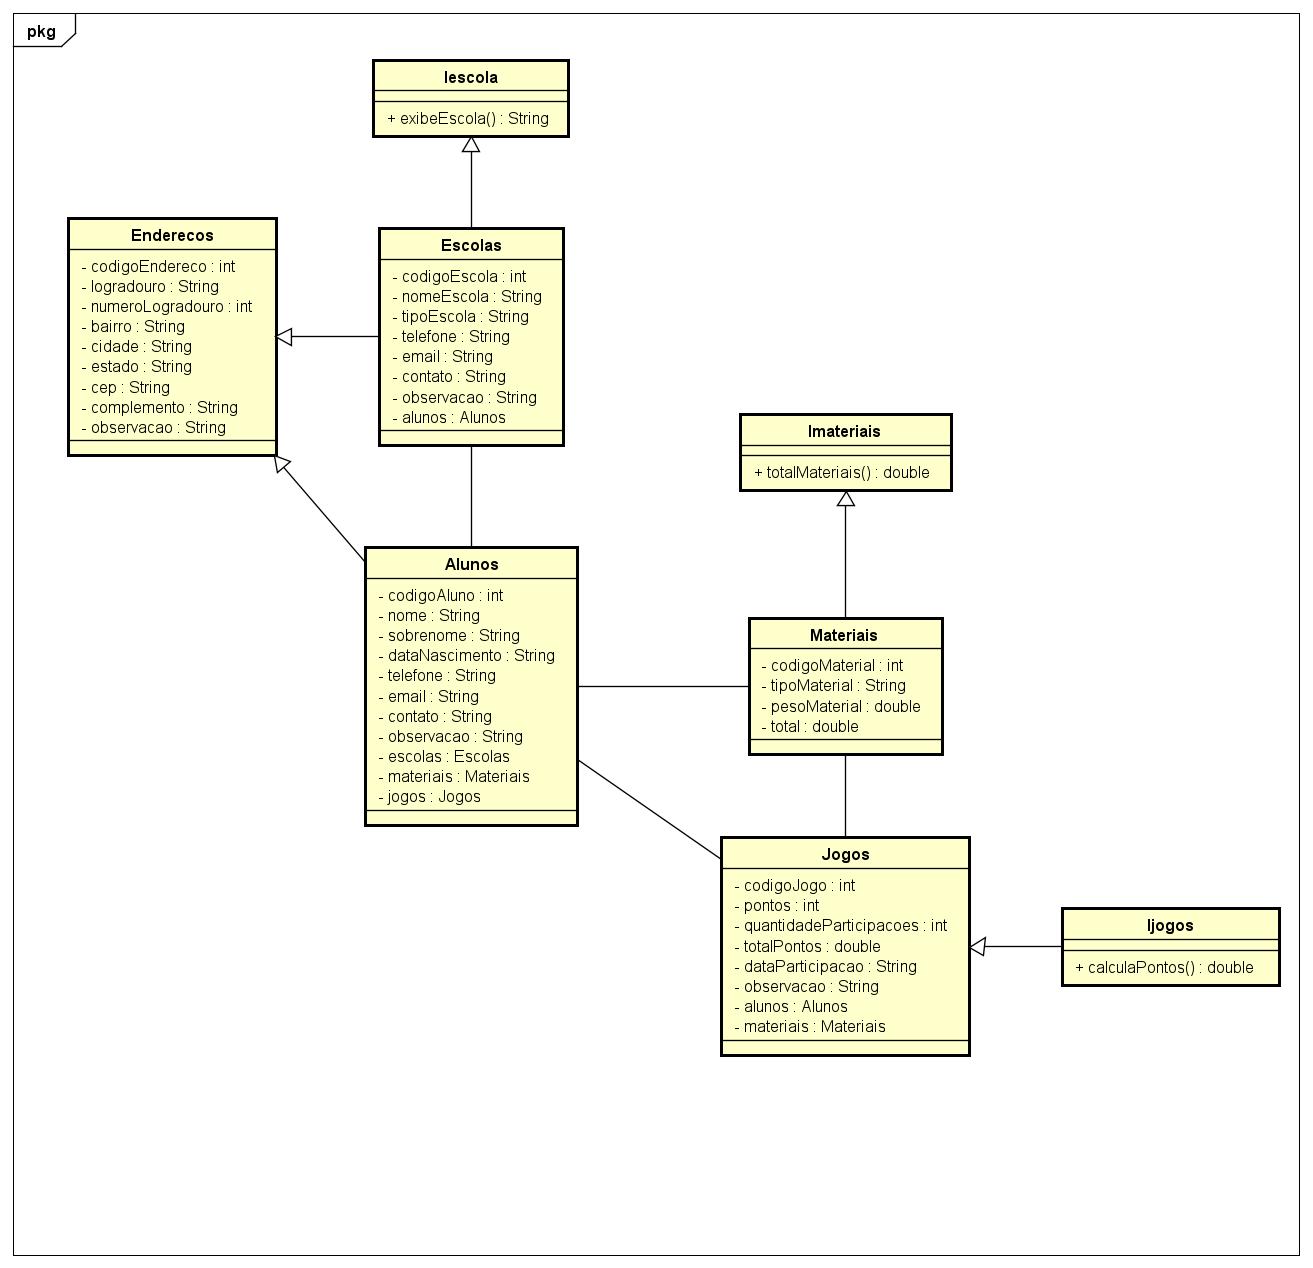 pkg
Iescola
+ exibeEscola() : String
Enderecos
- codigoEndereco : int
- logradouro : String
- numeroLogradouro : int
- bairro : String
- cidade : String
- estado : String
- cep : String
- complemento : String
- observacao : String
Escolas
- codigoEscola : int
- nomeEscola : String
- tipoEscola : String
- telefone : String
- email : String
- contato : String
- observacao : String
- alunos : Alunos
Imateriais
+ totalMateriais() : double
Alunos
- codigoAluno : int
- nome : String
- sobrenome : String
- dataNascimento : String
- telefone : String
- email : String
- contato : String
- observacao : String
- escolas : Escolas
- materiais : Materiais
- jogos : Jogos
Materiais
- codigoMaterial : int
- tipoMaterial : String
- pesoMaterial : double
- total : double
Jogos
- codigoJogo : int
- pontos : int
- quantidadeParticipacoes : int
- totalPontos : double
- dataParticipacao : String
- observacao : String
- alunos : Alunos
- materiais : Materiais
Ijogos
+ calculaPontos() : double